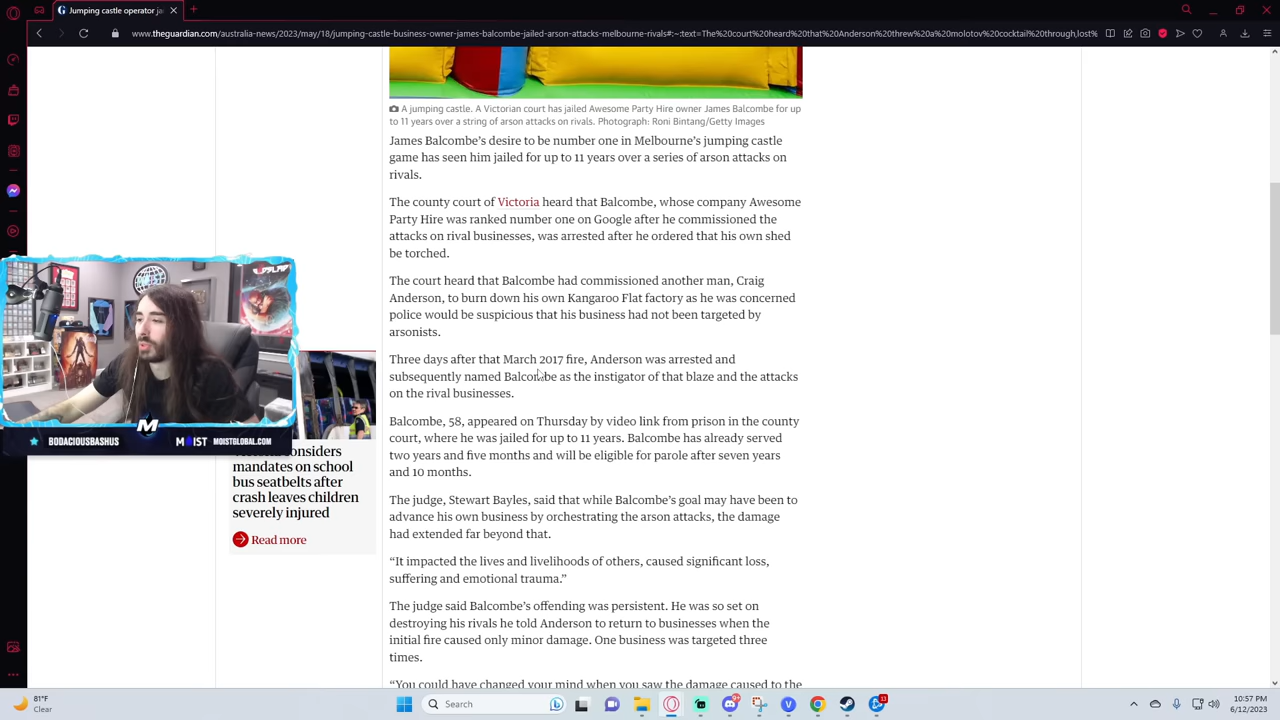 Jumping castle operator ja
www.theguardian.com/australia-news/2023/may/18/jumping-castle-business-owner-james-balcombe-jailed-arson-attacks-melbourne-rivals#:~:text=The%20court%20heard%20that%20Anderson%20threw%20a%20molotov%20cocktail%20through,lost%
A jumping castle. A Victorian court has jailed Awesome Party Hire owner James Balcombe for up
to 11 years over a string of arson attacks on rivals. Photograph: Roni Bintang/Getty Images
James Balcombe’s desire to be number one in Melbourne’s jumping castle
game has seen him jailed for up to 11 years over a series of arson attacks on
rivals.
The county court of Victoria heard that Balcombe, whose company Awesome
Party Hire was ranked number one on Google after he commissioned the
attacks on rival businesses, was arrested after he ordered that his own shed
be torched.
The court heard that Balcombe had commissioned another man, Craig
Anderson, to burn down his own Kangaroo Flat factory as he was concerned
police would be suspicious that his business had not been targeted by
arsonists.
Three days after that March 2017 fire, Anderson was arrested and
subsequently named Balcombe as the instigator of that blaze and the attacks
on the rival businesses.
Balcombe, 58, appeared on Thursday by video link from prison in the county
court, where he was jailed for up to 11 years. Balcombe has already served
two years and five months and will be eligible for parole after seven years
and 10 months.
The judge, Stewart Bayles, said that while Balcombe’s goal may have been to
advance his own business by orchestrating the arson attacks, the damage
had extended far beyond that.
“It impacted the lives and livelihoods of others, caused significant loss,
suffering and emotional trauma.”
The judge said Balcombe’s offending was persistent. He was so set on
destroying his rivals he told Anderson to return to businesses when the
initial fire caused only minor damage. One business was targeted three
times.
“You could have changed your mind when you saw the damage caused to the
BODACIOUSBASHUS
M IST MOISTGLOBAL.COM
considers
mandates on school
bus seatbelts after
crash leaves children
severely injured
Read more
81°F
Clear
Search
10:57 PM
6/12/2023